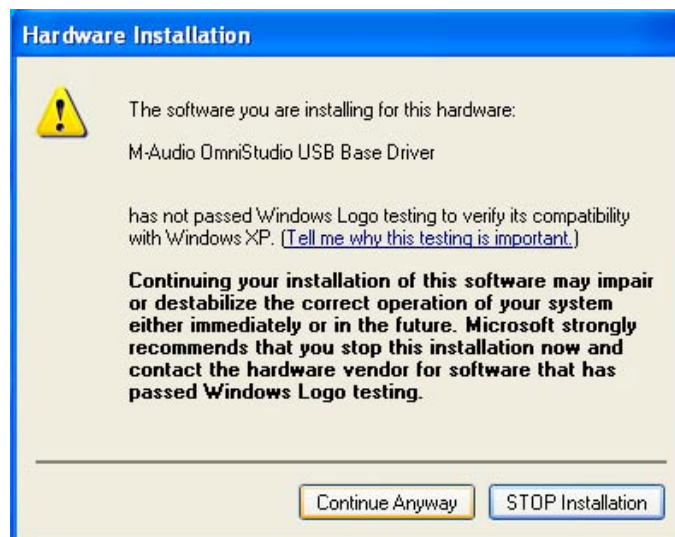 Hardware Installation
The software you are installing for this hardware:
M-Audio OmniStudio USB Base Driver
has not passed Windows Logo testing to verify its compatibility
with Windows XP. (Tell me why this testing is important.)
Continuing your installation of this software may impair
or destabilize the correct operation of your system
either immediately or in the future. Microsoft strongly
recommends that you stop this installation now and
contact the hardware vendor for software that has
passed Windows Logo testing.
Continue Anyway STOP Installation